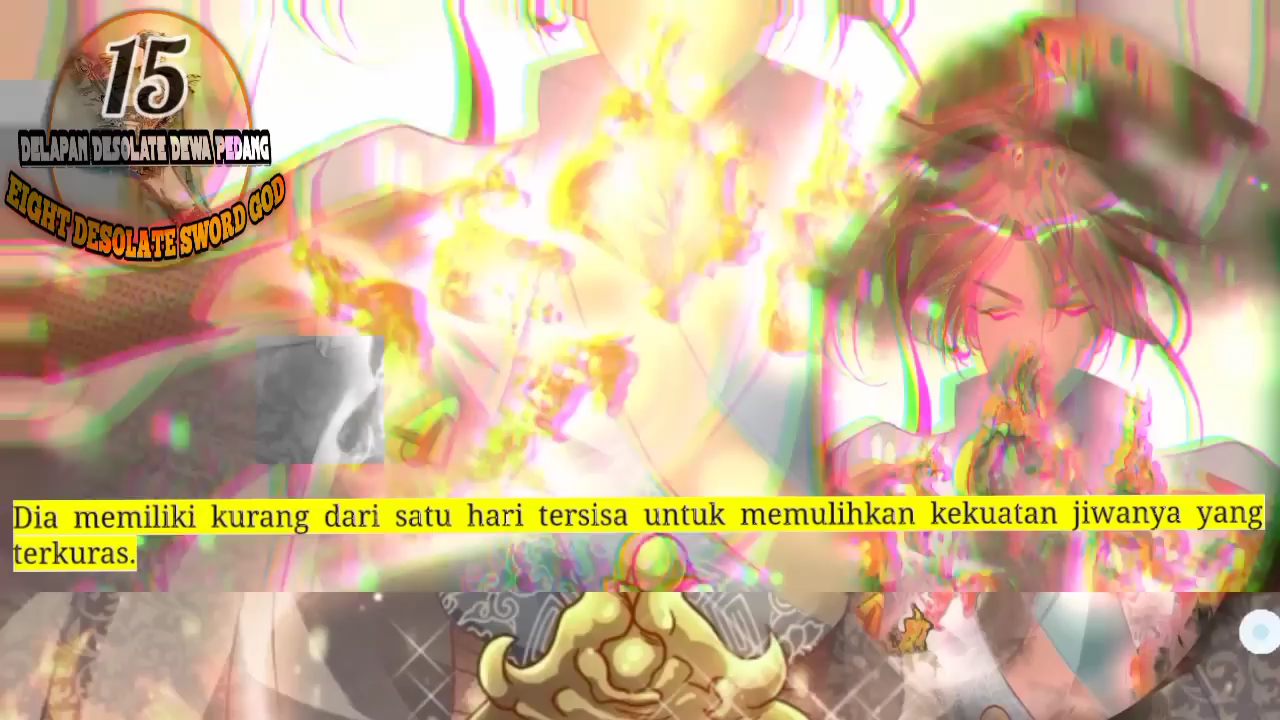 15
DELAPAN DESOLATE DEWA PEDANG
EIGHT DESOLATE SWORD GOD
Dia memiliki kurang dari satu hari tersisa untuk memulihkan kekuatan jiwanya yang
terkuras.